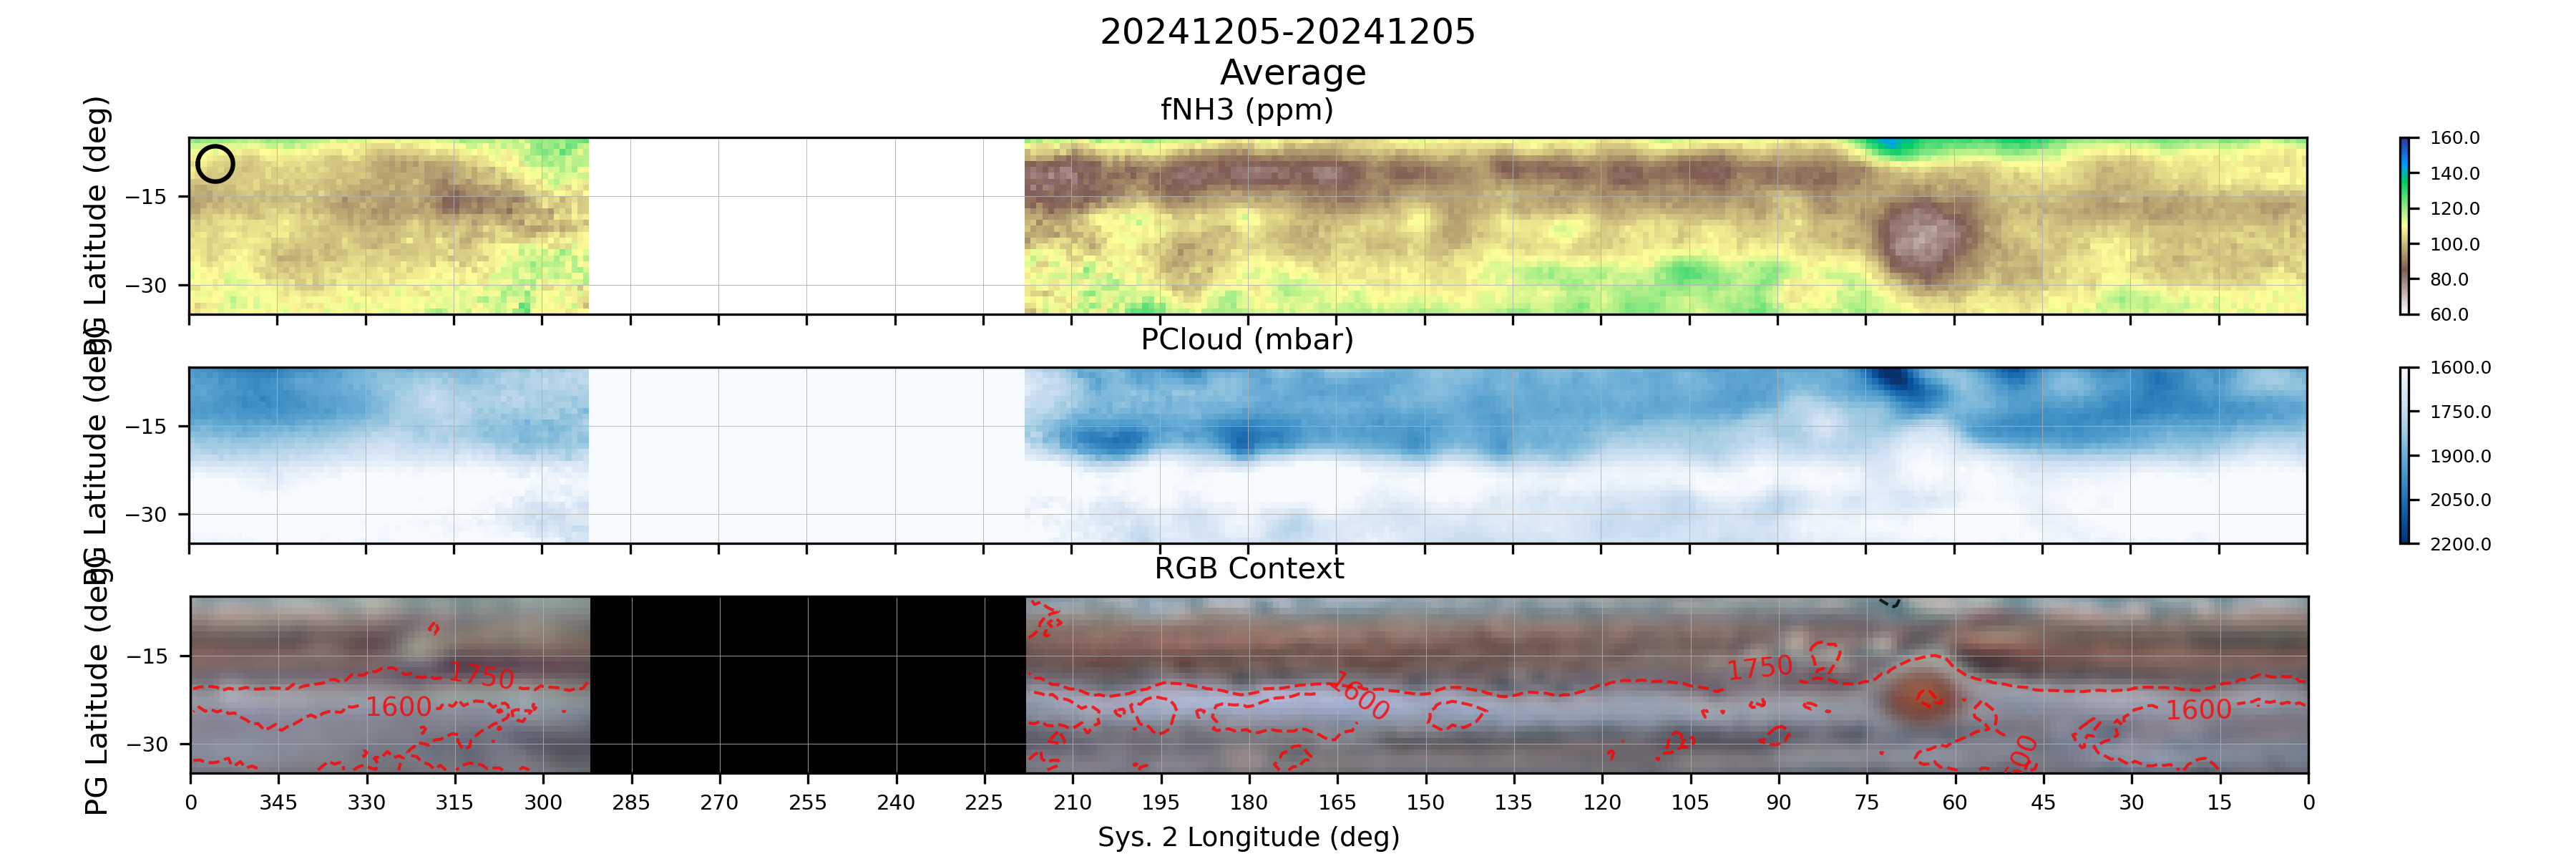 20241205-20241205
Average
fNH3 (ppm)
PG Latitude (deg)
−15
−30
160.0
140.0
120.0
100.0
80.0
60.0
PCloud (mbar)
PG Latitude (deg)
−15
−30
1600.0
1750.0
1900.0
2050.0
2200.0
RGB Context
PG Latitude (deg)
−15
−30
1750
1600
1600
1750
1600
0 345 330 315 300 285 270 255 240 225 210 195 180 165 150 135 120 105 90 75 60 45 30 15 0
Sys. 2 Longitude (deg)